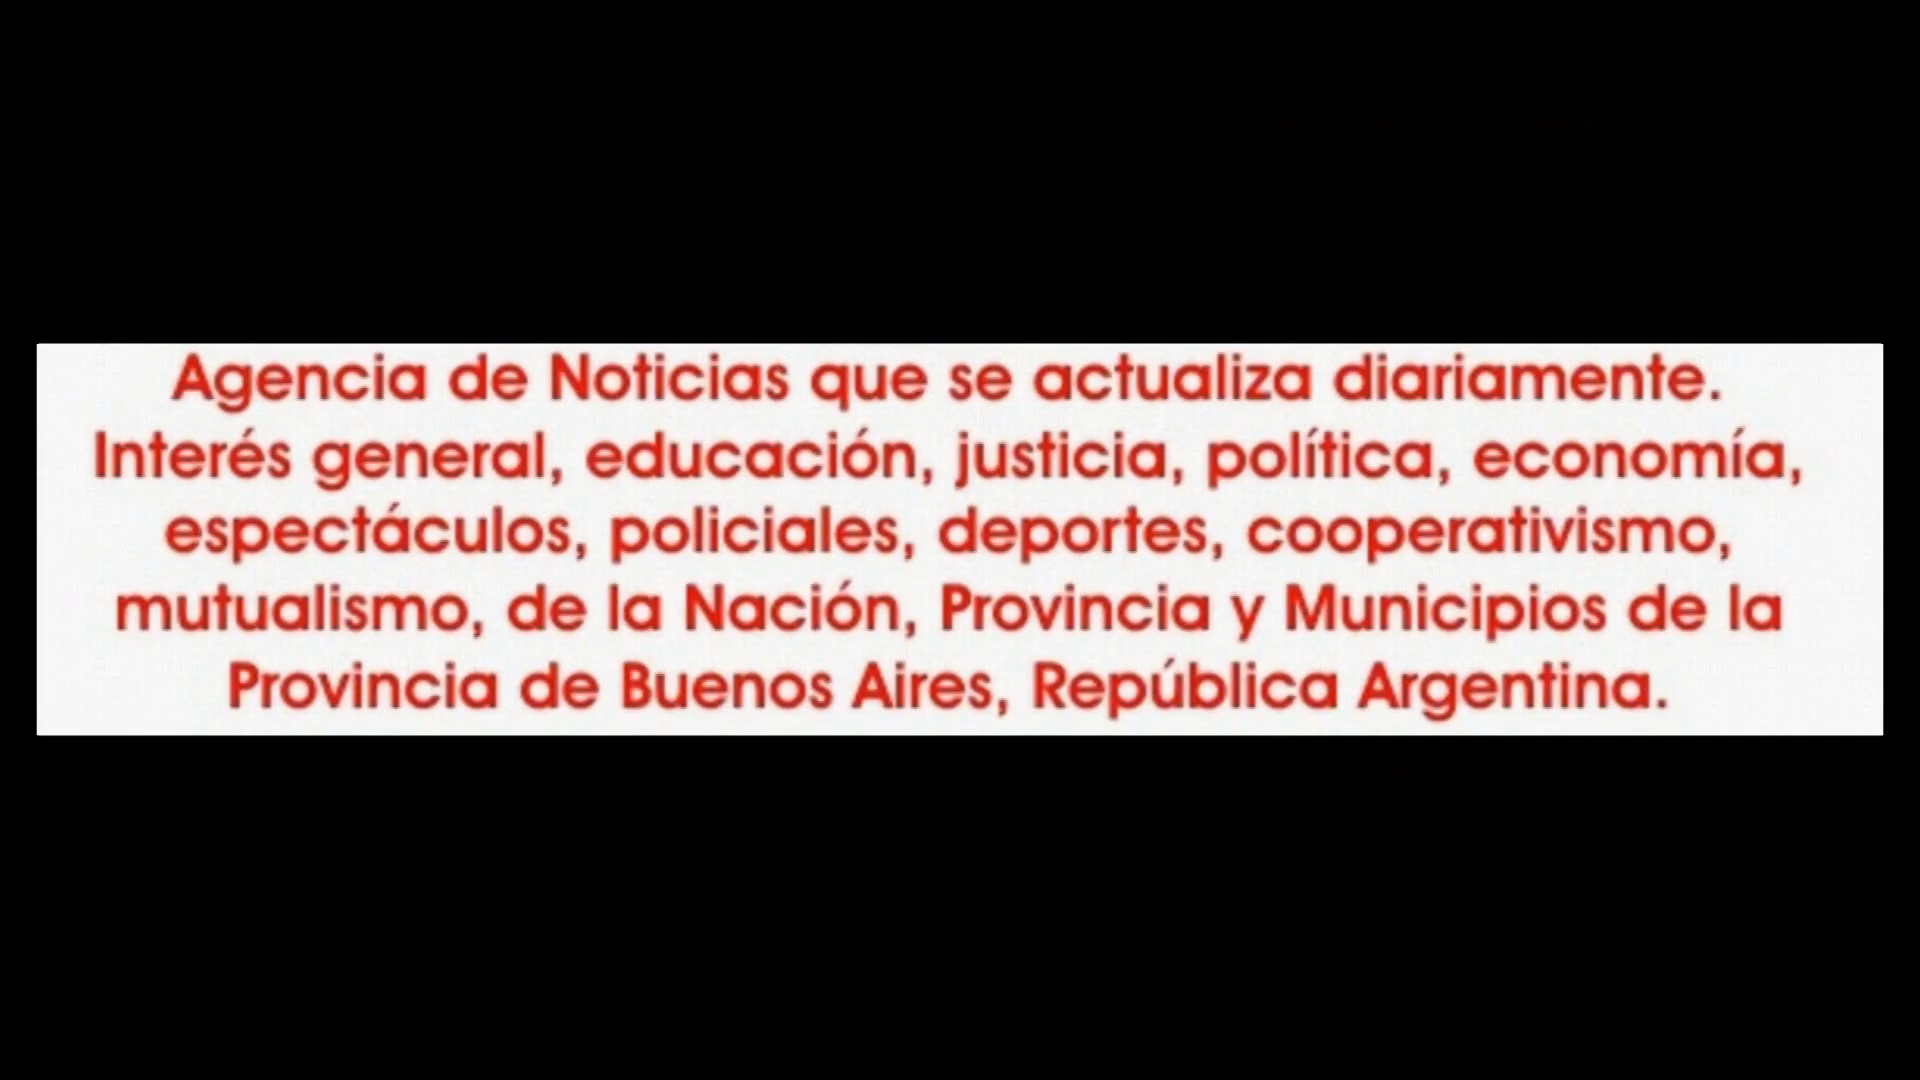 Agencia de Noticias que se actualiza diariamente.
Interés general, educación, justicia, política, economía,
espectáculos, policiales, deportes, cooperativismo,
mutualismo, de la Nación, Provincia y Municipios de la
Provincia de Buenos Aires, República Argentina.